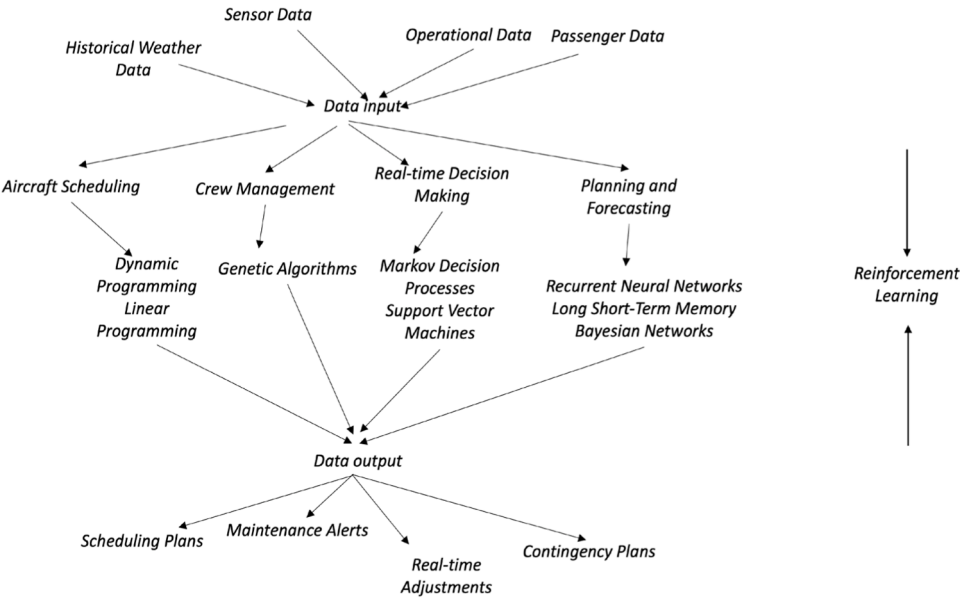 Sensor Data
Operational Data
Passenger Data
Historical Weather
Data
Data input
Aircraft Scheduling
Crew Management
Real-time Decision
Making
Planning and
Forecasting
Dynamic
Programming
Linear
Programming
Genetic Algorithms
Markov Decision
Processes
Support Vector
Machines
Recurrent Neural Networks
Long Short-Term Memory
Bayesian Networks
Reinforcement
Learning
Data output
Scheduling Plans
Maintenance Alerts
Real-time
Adjustments
Contingency Plans